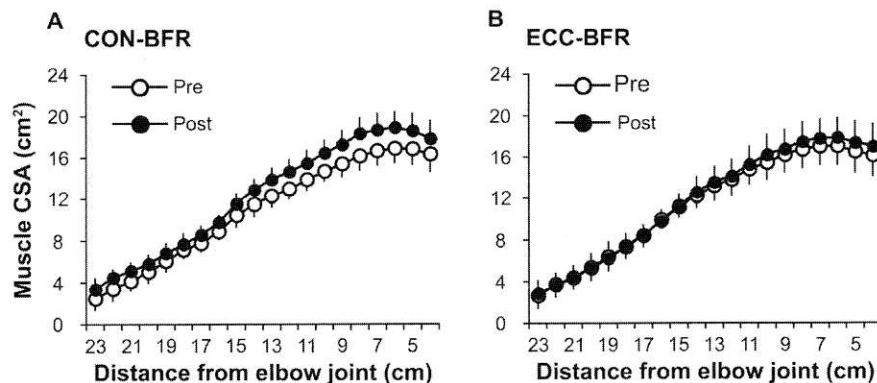 A
CON-BFR
Pre
Post
24
20
16
12
8
4
0
Muscle CSA (cm²)
23 21 19 17 15 13 11 9 7 5
Distance from elbow joint (cm)
B
ECC-BFR
Pre
Post
24
20
16
12
8
4
0
23 21 19 17 15 13 11 9 7 5
Distance from elbow joint (cm)